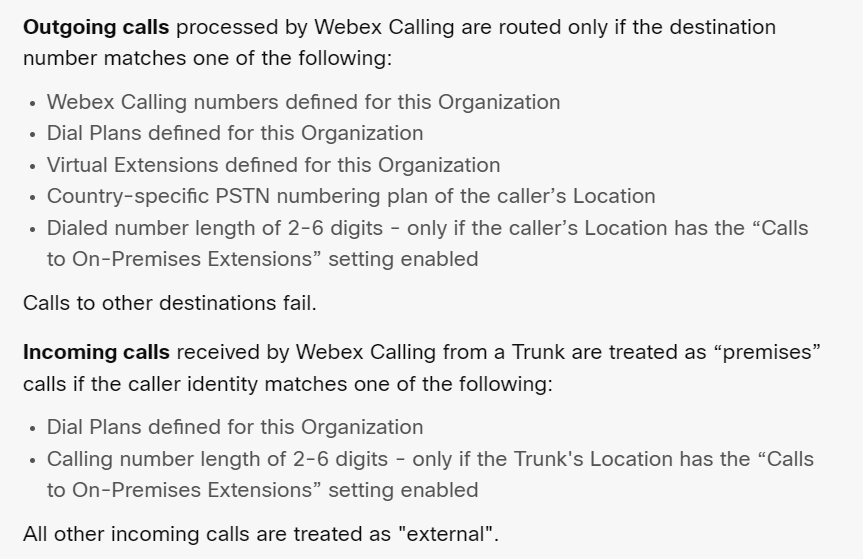 Outgoing calls processed by Webex Calling are routed only if the destination
number matches one of the following:
• Webex Calling numbers defined for this Organization
• Dial Plans defined for this Organization
• Virtual Extensions defined for this Organization
• Country-specific PSTN numbering plan of the caller’s Location
• Dialed number length of 2-6 digits - only if the caller’s Location has the “Calls
to On-Premises Extensions” setting enabled
Calls to other destinations fail.
Incoming calls received by Webex Calling from a Trunk are treated as “premises”
calls if the caller identity matches one of the following:
• Dial Plans defined for this Organization
• Calling number length of 2-6 digits - only if the Trunk's Location has the “Calls
to On-Premises Extensions” setting enabled
All other incoming calls are treated as "external".